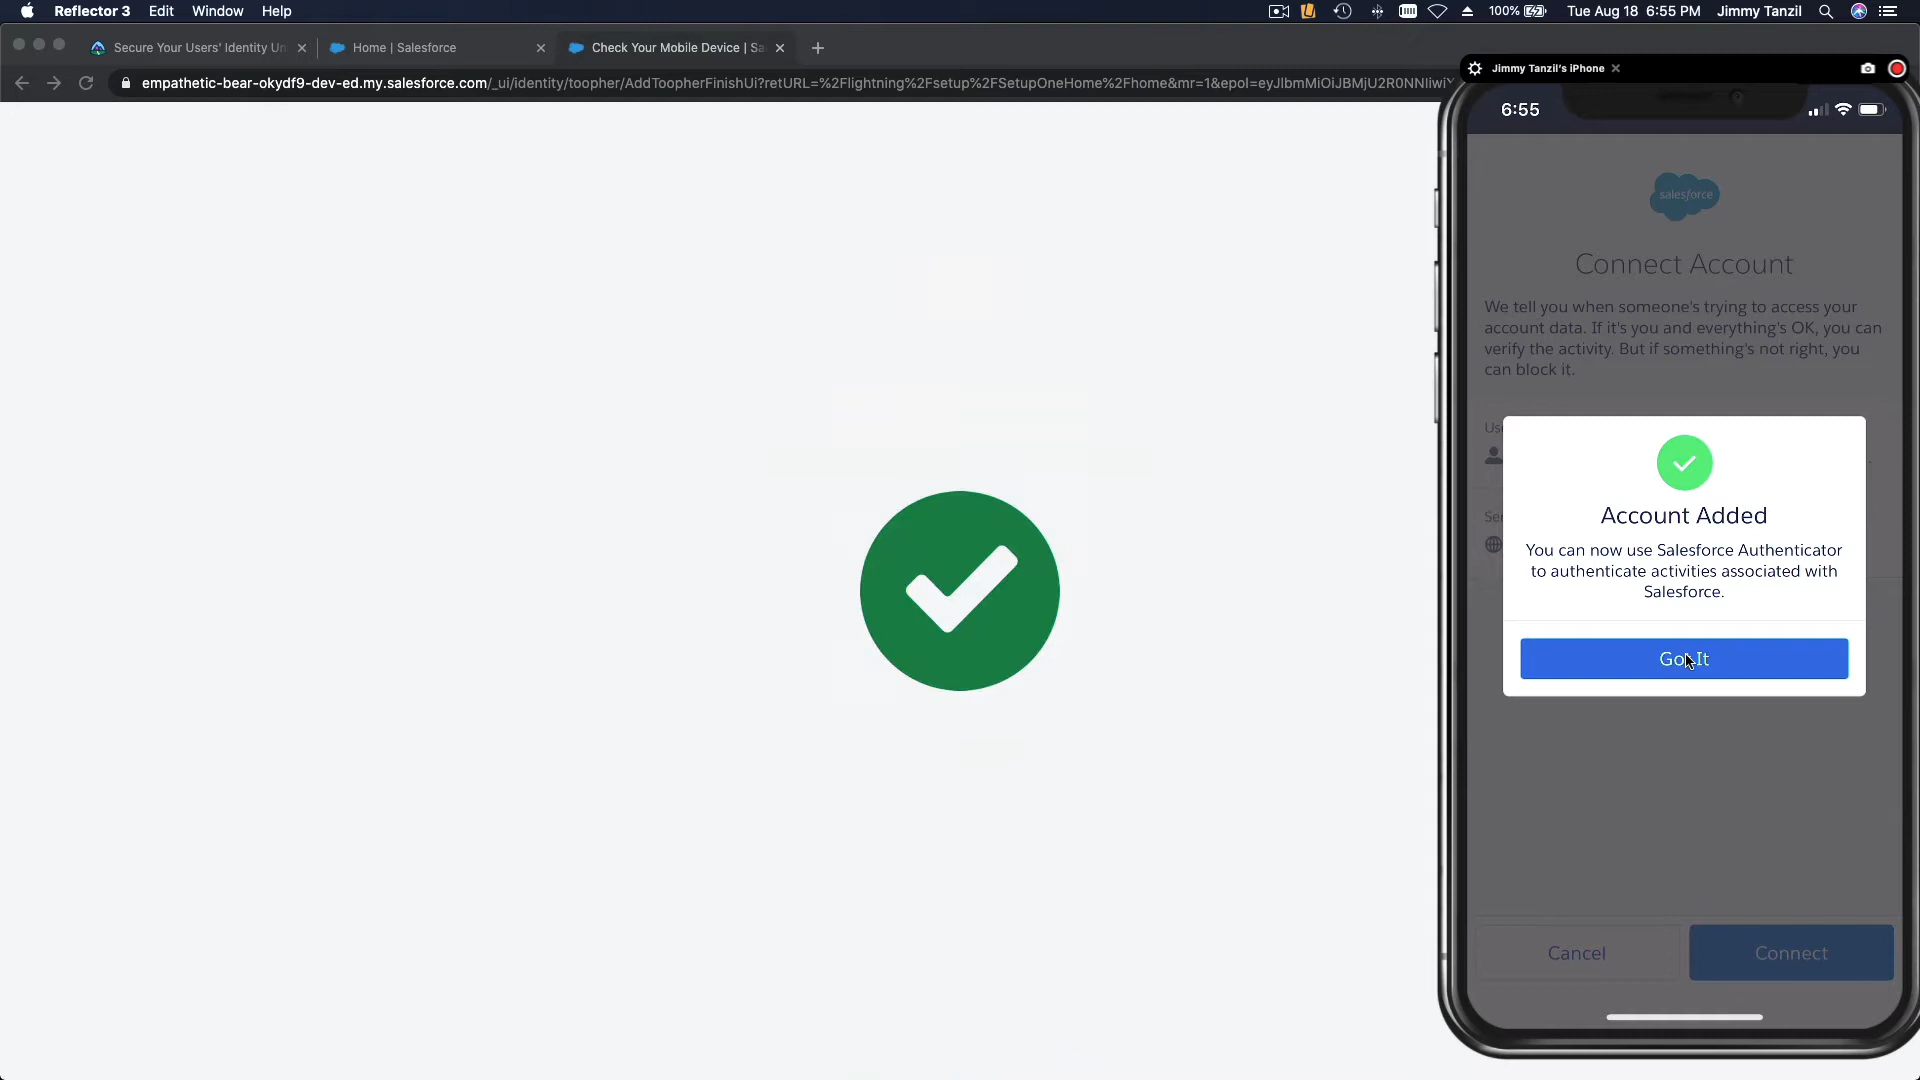 Reflector 3 Edit Window Help
100% Tue Aug 18 6:55 PM Jimmy Tanzil
Secure Your Users' Identity Un
Home | Salesforce
Check Your Mobile Device | Sa
empathetic-bear-okydf9-dev-ed.my.salesforce.com/_ui/identity/toopher/AddToopherFinishUi?retURL=%2Flightning%2Fsetup%2FSetupOneHome%2Fhome&mr=1&epol=eyJlbmMiOiJBMjU2R0NNIiwiY
Jimmy Tanzil's iPhone
6:55
salesforce
Connect Account
We tell you when someone's trying to access your
account data. If it's you and everything's OK, you can
verify the activity. But if something's not right, you
can block it.
Account Added
You can now use Salesforce Authenticator
to authenticate activities associated with
Salesforce.
Got It
Cancel
Connect